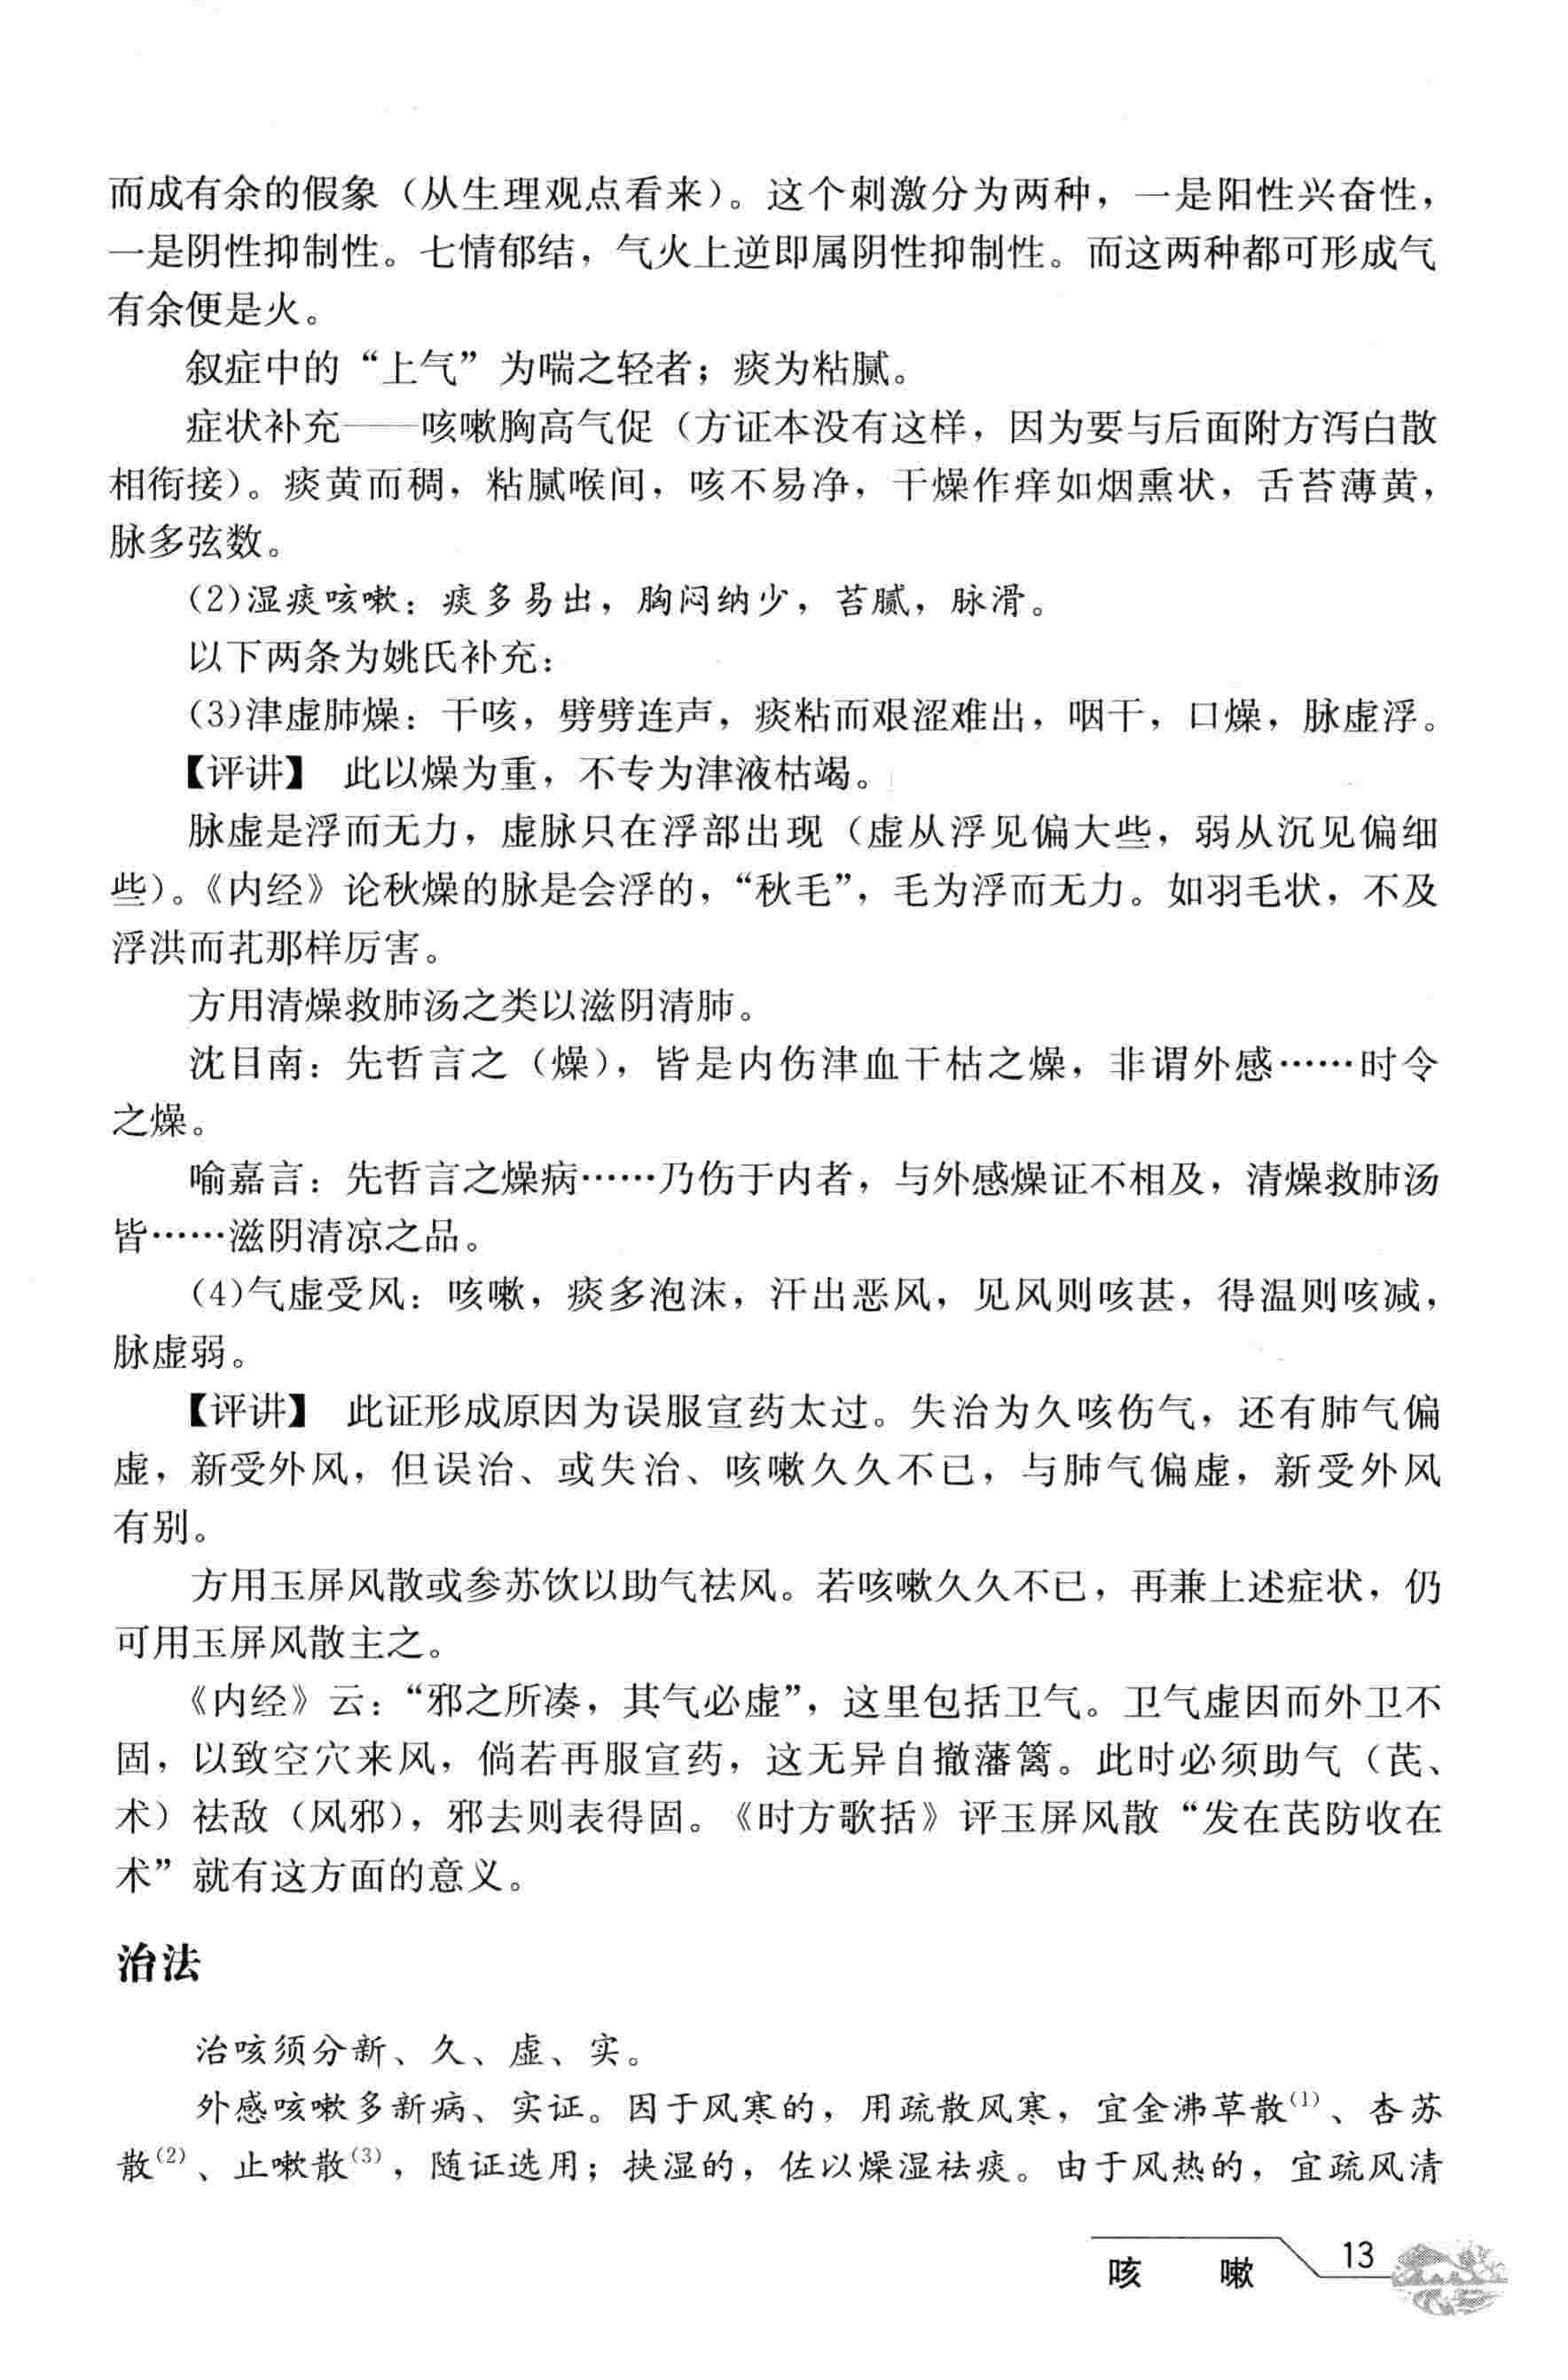 而成有余的假象（从生理观点看来）。这个刺激分为两种，一是阳性兴奋性，
一是阴性抑制性。七情郁结，气火上逆即属阴性抑制性。而这两种都可形成气
有余便是火。
叙症中的“上气”为喘之轻者；痰为粘腻。
症状补充——咳嗽胸高气促（方证本没有这样，因为要与后面附方泻白散
相衔接）。痰黄而稠，粘腻喉间，咳不易净，干燥作痒如烟熏状，舌苔薄黄，
脉多弦数。
(2)湿痰咳嗽：痰多易出，胸闷纳少，苔腻，脉滑。
以下两条为姚氏补充：
(3)津虚肺燥：干咳，劈劈连声，痰粘而艰涩难出，咽干，口燥，脉虚浮。
【评讲】 此以燥为重，不专为津液枯竭。
脉虚是浮而无力，虚脉只在浮部出现（虚从浮见偏大些，弱从沉见偏细
些）。《内经》论秋燥的脉是会浮的，“秋毛”，毛为浮而无力。如羽毛状，不及
浮洪而芤那样厉害。
方用清燥救肺汤之类以滋阴清肺。
沈目南：先哲言之（燥），皆是内伤津血干枯之燥，非谓外感……时令
之燥。
喻嘉言：先哲言之燥病……乃伤于内者，与外感燥证不相及，清燥救肺汤
皆……滋阴清凉之品。
(4)气虚受风：咳嗽，痰多泡沫，汗出恶风，见风则咳甚，得温则咳减，
脉虚弱。
【评讲】 此证形成原因为误服宣药太过。失治为久咳伤气，还有肺气偏
虚，新受外风，但误治、或失治、咳嗽久久不已，与肺气偏虚，新受外风
有别。
方用玉屏风散或参苏饮以助气祛风。若咳嗽久久不已，再兼上述症状，仍
可用玉屏风散主之。
《内经》云：“邪之所凑，其气必虚”，这里包括卫气。卫气虚因而外卫不
固，以致空穴来风，倘若再服宣药，这无异自撤藩篱。此时必须助气（芪、
术）祛敌（风邪），邪去则表得固。《时方歌括》评玉屏风散“发在芪防收在
术”就有这方面的意义。
治法
治咳须分新、久、虚、实。
外感咳嗽多新病、实证。因于风寒的，用疏散风寒，宜金沸草散⁽¹⁾、杏苏
散⁽²⁾、止嗽散⁽³⁾，随证选用；挟湿的，佐以燥湿祛痰。由于风热的，宜疏风清
咳 嗽 13